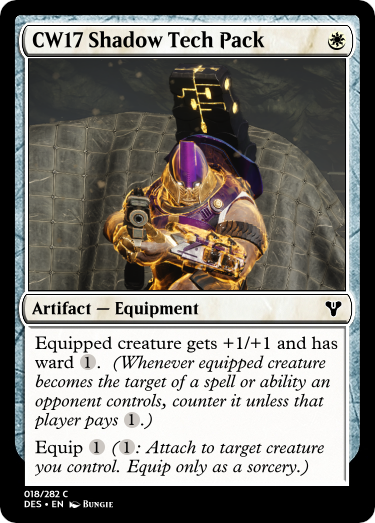 CW17 Shadow Tech Pack
Artifact — Equipment
Equipped creature gets +1/+1 and has
ward 1. (Whenever equipped creature
becomes the target of a spell or ability an
opponent controls, counter it unless that
player pays 1.)
Equip 1 (1: Attach to target creature
you control. Equip only as a sorcery.)
018/282 C
DES • EN Bungie